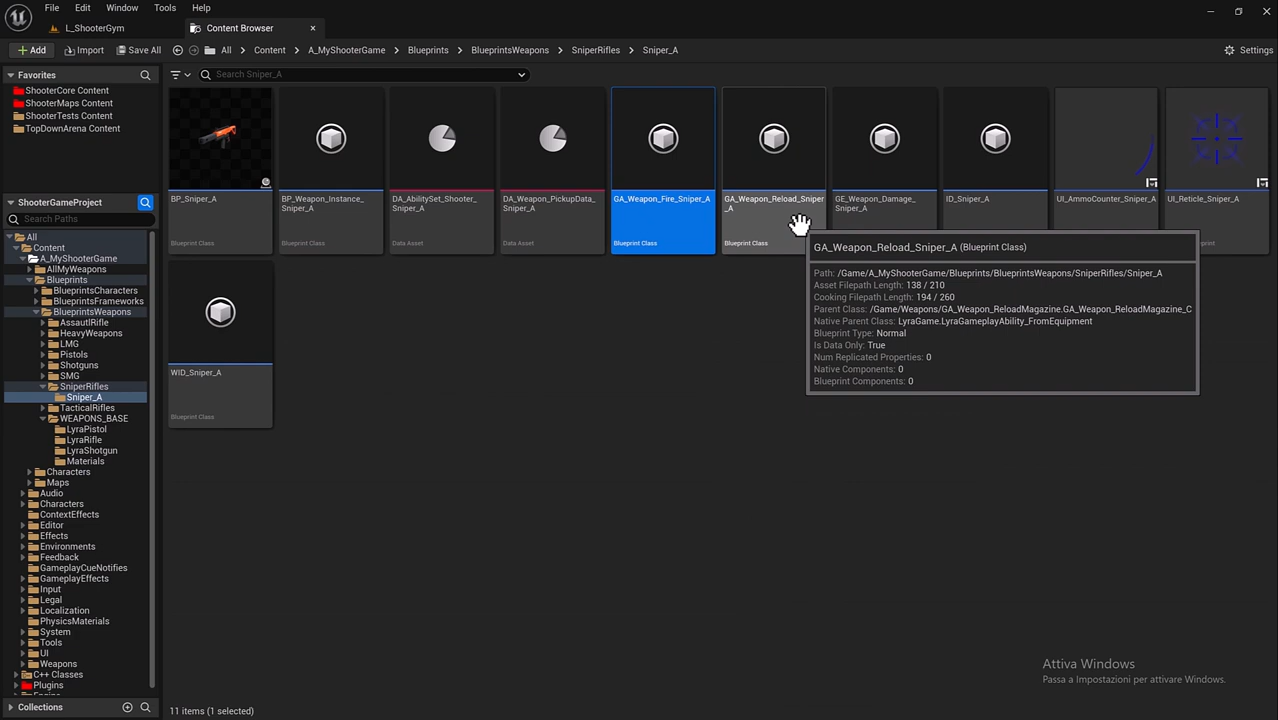 File Edit Window Tools Help
L_ShooterGym
Content Browser
Add Import Save All All Content A_MyShooterGame Blueprints BlueprintsWeapons SniperRifles Sniper_A Settings
Favorites
ShooterCore Content
ShooterMaps Content
ShooterTests Content
TopDownArena Content
ShooterGameProject
Search Paths
All
Content
A_MyShooterGame
AllMyWeapons
Blueprints
BlueprintsCharacters
BlueprintsFrameworks
BlueprintsWeapons
AssautlRifle
HeavyWeapons
LMG
Pistols
Shotguns
SMG
SniperRifles
Sniper_A
TacticalRifles
WEAPONS_BASE
LyraPistol
LyraRifle
LyraShotgun
Materials
Characters
Maps
Audio
Characters
ContextEffects
Editor
Effects
Environments
Feedback
GameplayCueNotifies
GameplayEffects
Input
Legal
Localization
PhysicsMaterials
System
Tools
UI
Weapons
C++ Classes
Plugins
Collections
Search Sniper_A
BP_Sniper_A
Blueprint Class
BP_Weapon_Instance_
Sniper_A
Blueprint Class
DA_AbilitySet_Shooter_
Sniper_A
Data Asset
DA_Weapon_PickupData_
Sniper_A
Data Asset
GA_Weapon_Fire_Sniper_A
Blueprint Class
GA_Weapon_Reload_Sniper
_A
Blueprint Class
GE_Weapon_Damage_
Sniper_A
ID_Sniper_A
UI_AmmoCounter_Sniper_A
UI_Reticle_Sniper_A
WID_Sniper_A
Blueprint Class
GA_Weapon_Reload_Sniper_A (Blueprint Class)
Path: /Game/A_MyShooterGame/Blueprints/BlueprintsWeapons/SniperRifles/Sniper_A
Asset Filepath Length: 138 / 210
Cooking Filepath Length: 194 / 260
Parent Class: /Game/Weapons/GA_Weapon_ReloadMagazine.GA_Weapon_ReloadMagazine_C
Native Parent Class: LyraGame.LyraGameplayAbility_FromEquipment
Blueprint Type: Normal
Is Data Only: True
Num Replicated Properties: 0
Native Components: 0
Blueprint Components: 0
Attiva Windows
Passa a Impostazioni per attivare Windows.
11 items (1 selected)